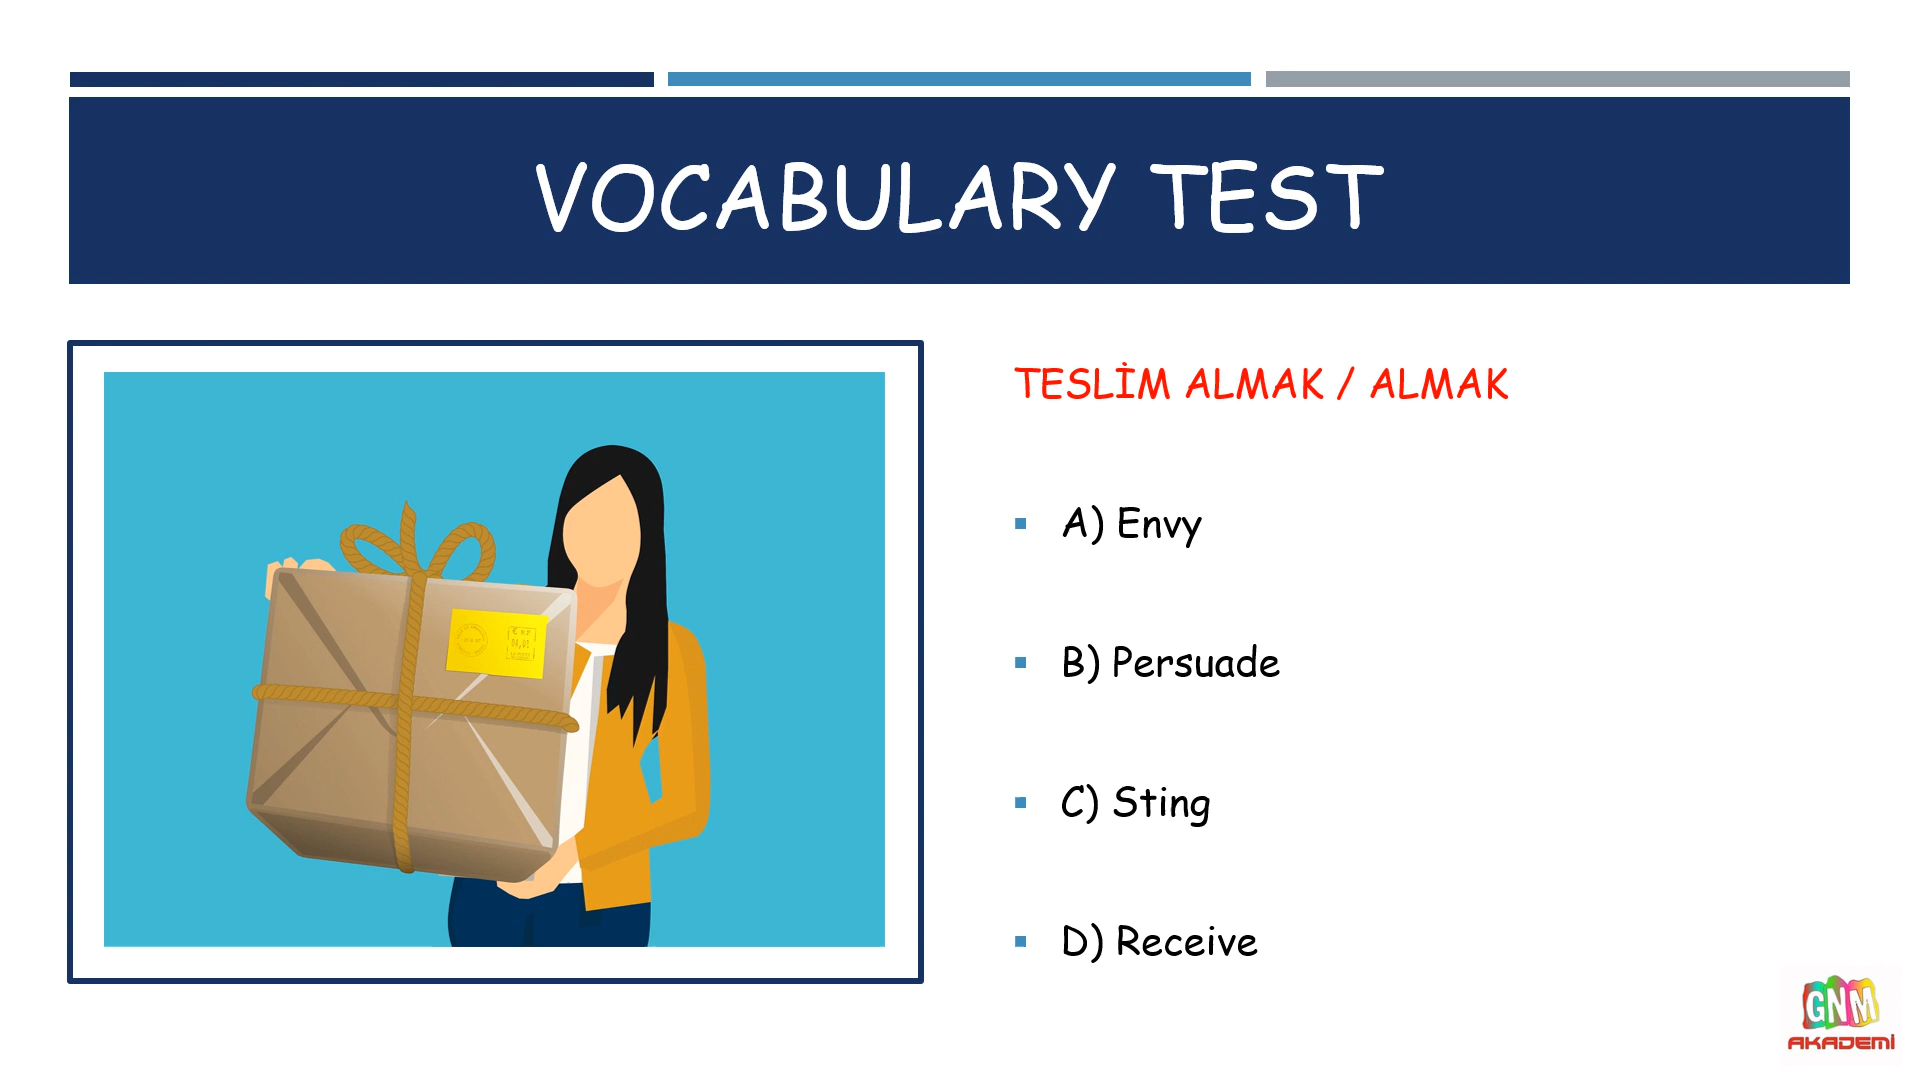 VOCABULARY TEST
TESLİM ALMAK / ALMAK
A) Envy
B) Persuade
C) Sting
D) Receive
GNM
AKADEMİ